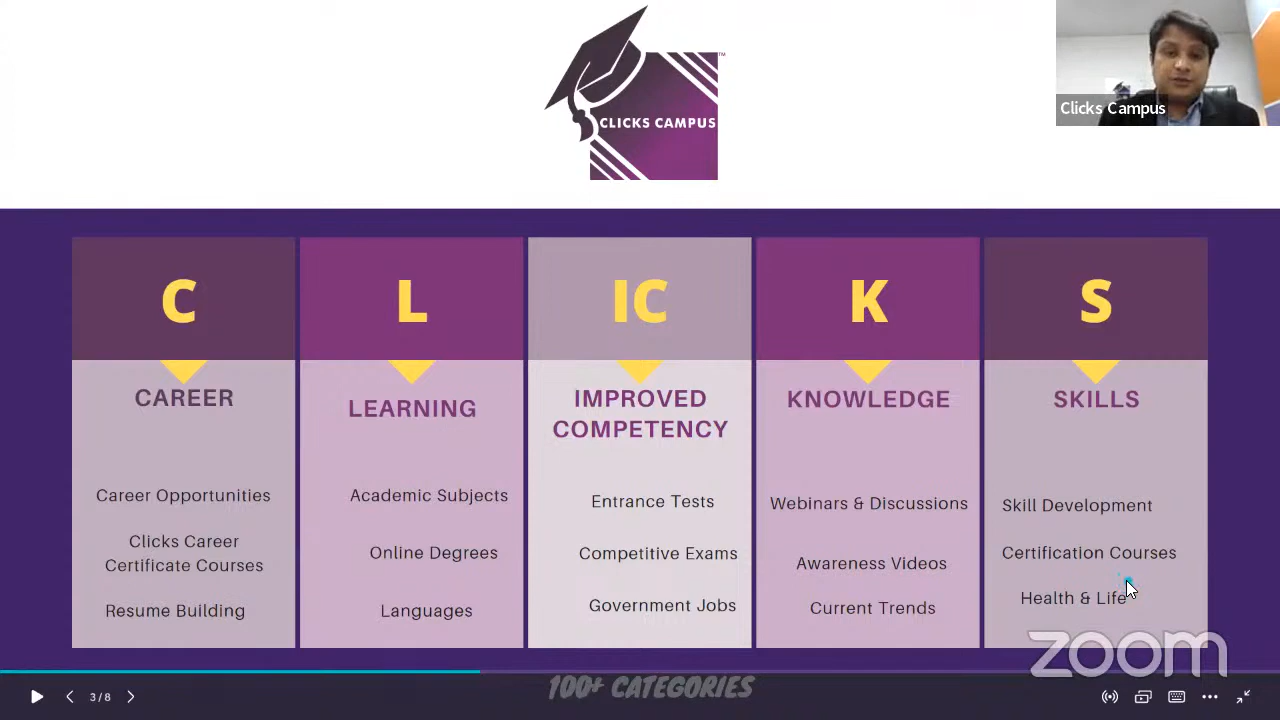 CLICKS CAMPUS
TM
Clicks Campus
C
CAREER
Career Opportunities
Clicks Career
Certificate Courses
Resume Building
L
LEARNING
Academic Subjects
Online Degrees
Languages
IC
IMPROVED
COMPETENCY
Entrance Tests
Competitive Exams
Government Jobs
K
KNOWLEDGE
Webinars & Discussions
Awareness Videos
Current Trends
S
SKILLS
Skill Development
Certification Courses
Health & Life
zoom
100+ CATEGORIES
3/8